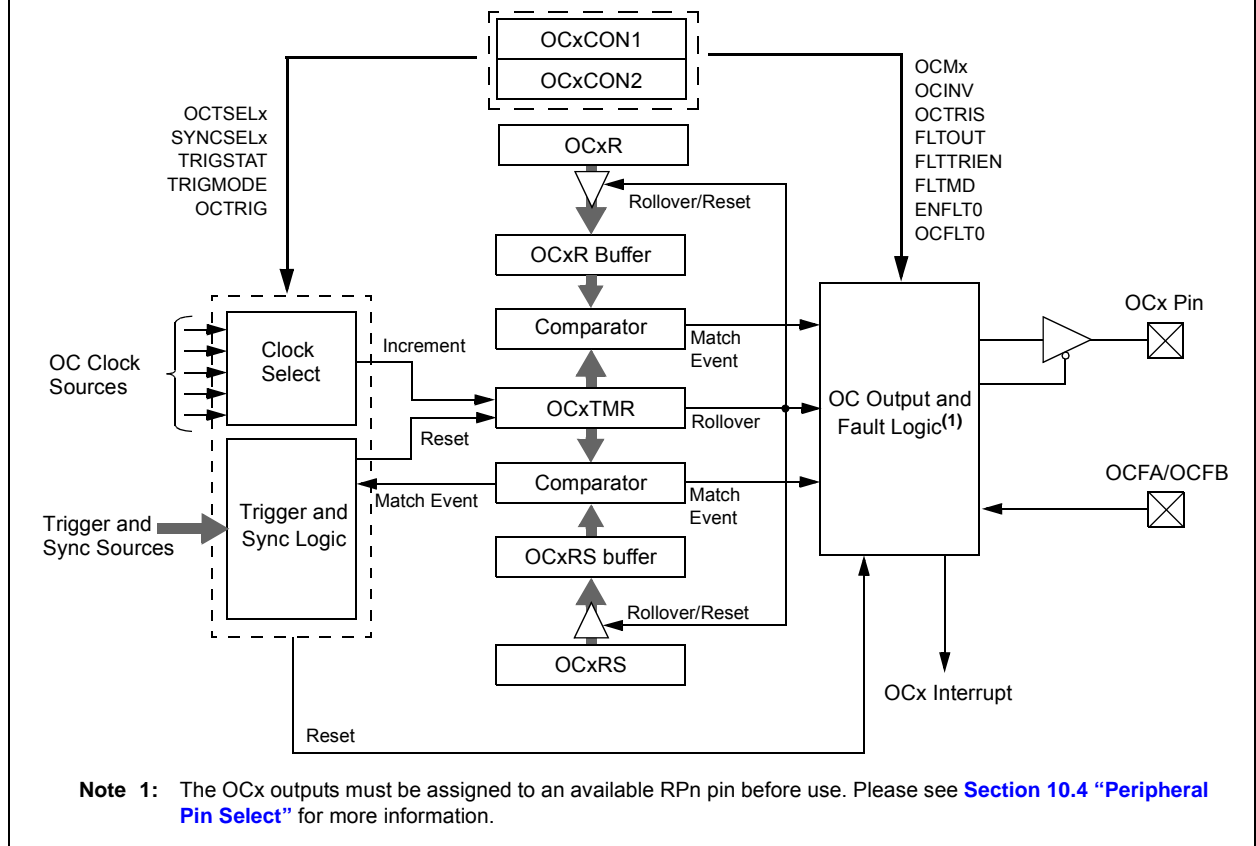 OCxCON1
OCxCON2
OCTSELx
SYNCSELx
TRIGSTAT
TRIGMODE
OCTRIG
OCMx
OCINV
OCTRIS
FLTOUT
FLTTRIEN
FLTMD
ENFLT0
OCFLT0
OCxR
Rollover/Reset
OCxR Buffer
Comparator
Match
Event
OC Clock
Sources
Clock
Select
Increment
OCxTMR
Rollover
Reset
Comparator
Match Event
Match
Event
Trigger and
Sync Sources
Trigger and
Sync Logic
OCxRS buffer
Rollover/Reset
OCxRS
OC Output and
Fault Logic(1)
OCx Pin
OCFA/OCFB
OCx Interrupt
Reset
Note 1: The OCx outputs must be assigned to an available RPn pin before use. Please see Section 10.4 “Peripheral
Pin Select” for more information.